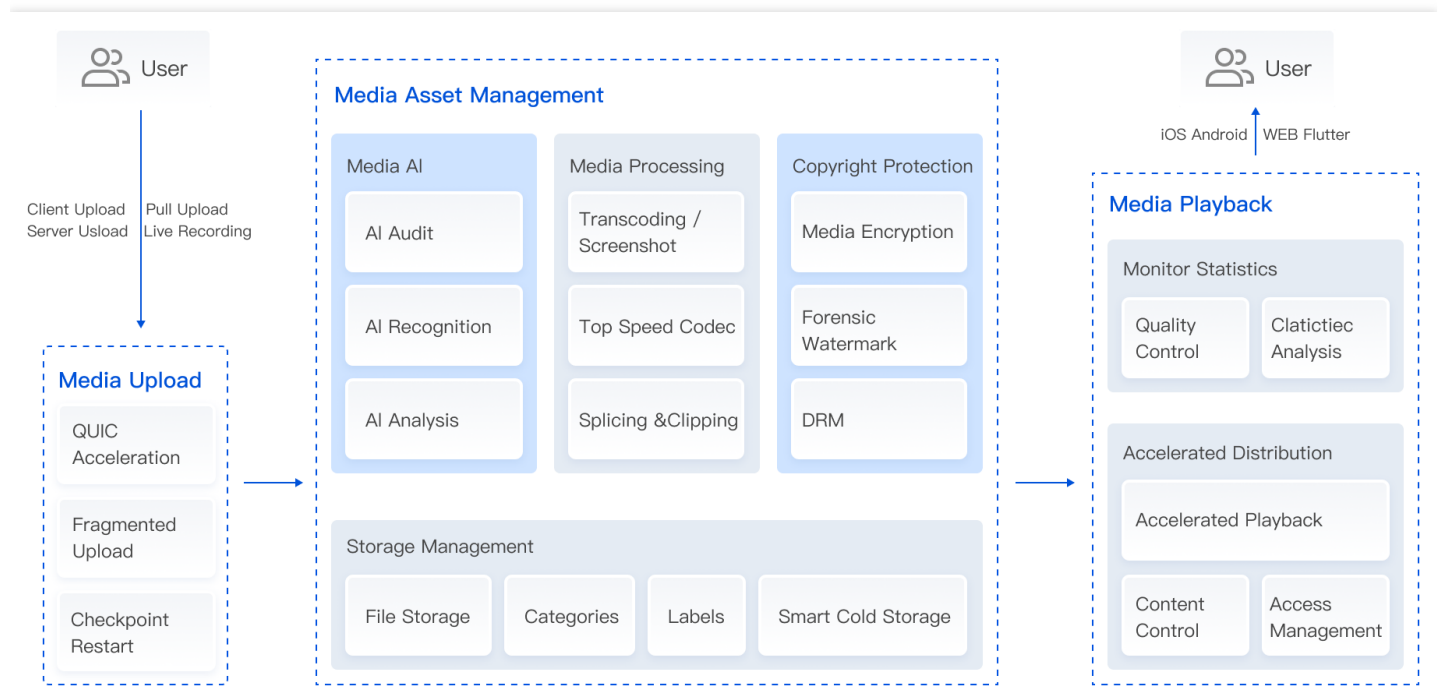 User
Client Upload
Server Usload
Pull Upload
Live Recording
Media Upload
QUIC
Acceleration
Fragmented
Upload
Checkpoint
Restart
Media Asset Management
Media AI
AI Audit
AI Recognition
AI Analysis
Media Processing
Transcoding /
Screenshot
Top Speed Codec
Splicing &Clipping
Copyright Protection
Media Encryption
Forensic
Watermark
DRM
Storage Management
File Storage
Categories
Labels
Smart Cold Storage
User
iOS Android
WEB Flutter
Media Playback
Monitor Statistics
Quality
Control
Clatictiec
Analysis
Accelerated Distribution
Accelerated Playback
Content
Control
Access
Management